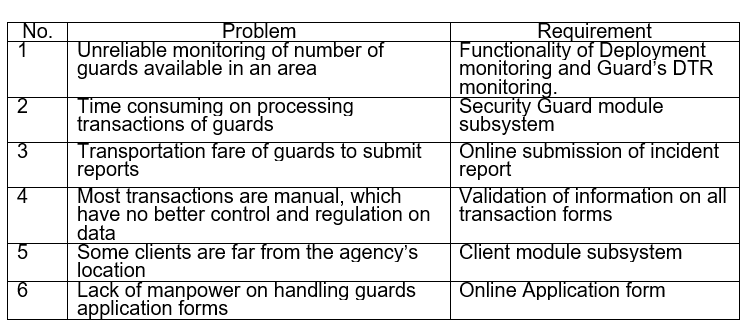 No. Problem Requirement
1 Unreliable monitoring of number of guards available in an area Functionality of Deployment monitoring and Guard's DTR monitoring.
2 Time consuming on processing transactions of guards Security Guard module subsystem
3 Transportation fare of guards to submit reports Online submission of incident report
4 Most transactions are manual, which have no better control and regulation on data Validation of information on all transaction forms
5 Some clients are far from the agency's location Client module subsystem
6 Lack of manpower on handling guards application forms Online Application form